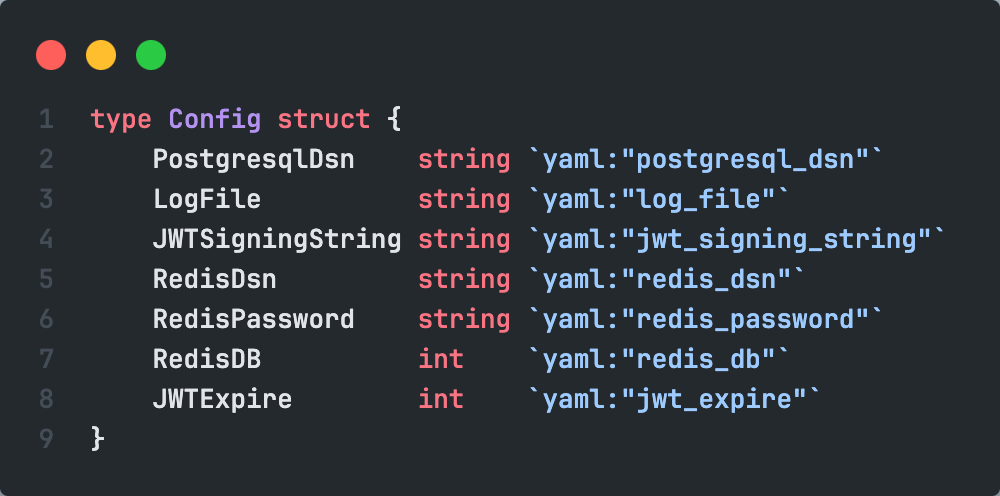 1 type Config struct {
2     PostgresqlDsn    string `yaml:"postgresql_dsn"`
3     LogFile          string `yaml:"log_file"`
4     JWTSigningString string `yaml:"jwt_signing_string"`
5     RedisDsn         string `yaml:"redis_dsn"`
6     RedisPassword    string `yaml:"redis_password"`
7     RedisDB          int    `yaml:"redis_db"`
8     JWTExpire        int    `yaml:"jwt_expire"`
9 }